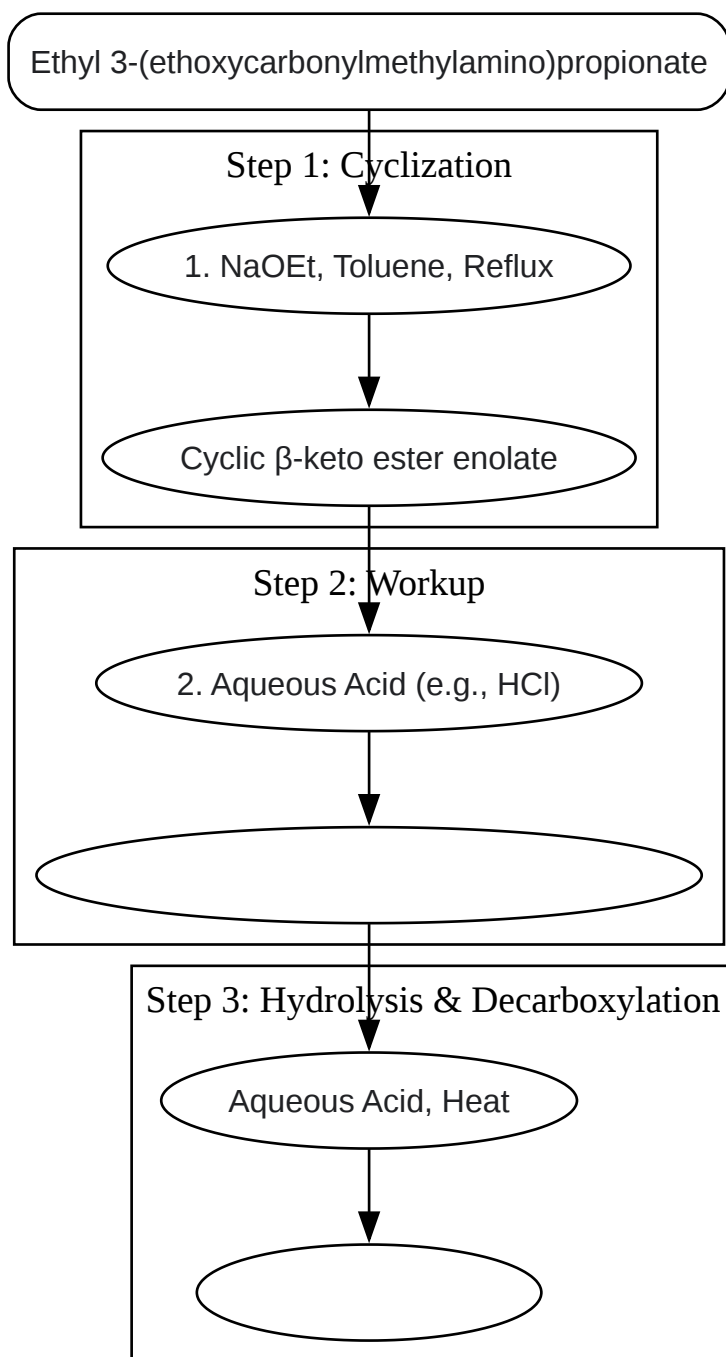 Ethyl 3-(ethoxycarbonylmethylamino)propionate
Step 1: Cyclization
1. NaOEt, Toluene, Reflux
Cyclic β-keto ester enolate
Step 2: Workup
2. Aqueous Acid (e.g., HCl)
Step 3: Hydrolysis & Decarboxylation
Aqueous Acid, Heat